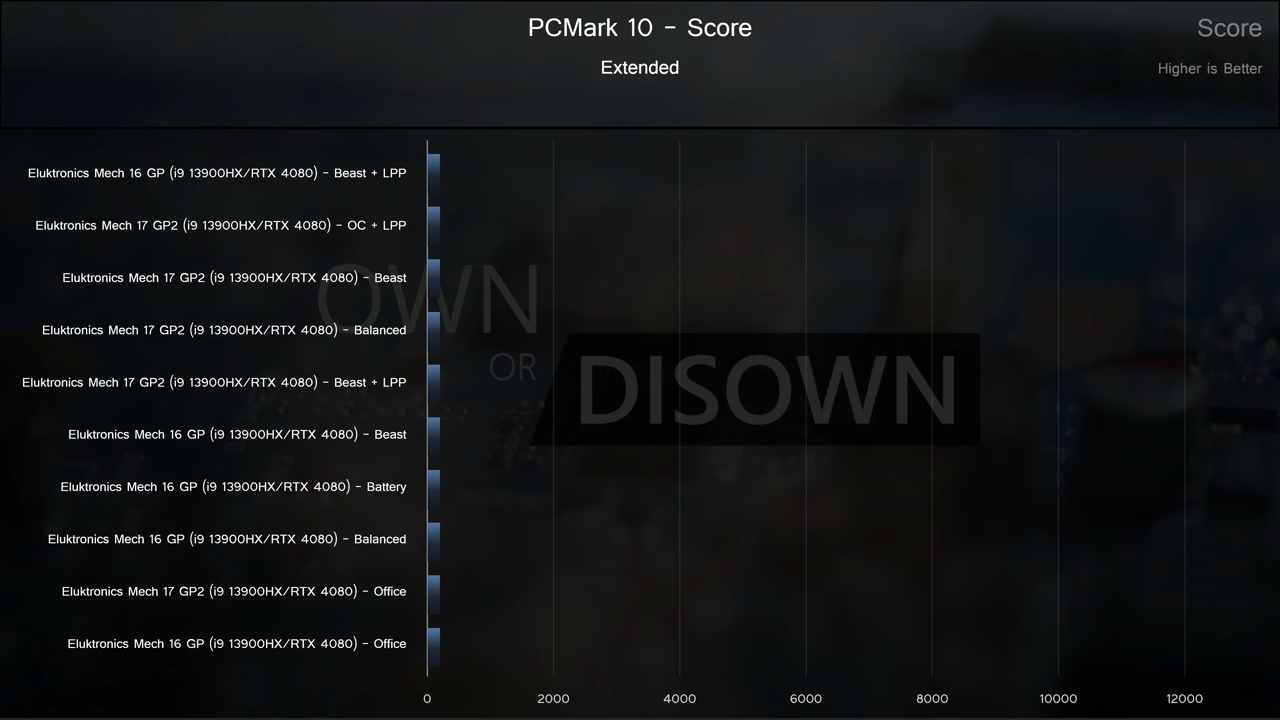 PCMark 10 - Score
Score
Extended
Higher is Better
Eluktronics Mech 16 GP (i9 13900HX/RTX 4080) - Beast + LPP
Eluktronics Mech 17 GP2 (i9 13900HX/RTX 4080) - OC + LPP
Eluktronics Mech 17 GP2 (i9 13900HX/RTX 4080) - Beast
Eluktronics Mech 17 GP2 (i9 13900HX/RTX 4080) - Balanced
Eluktronics Mech 17 GP2 (i9 13900HX/RTX 4080) - Beast + LPP
Eluktronics Mech 16 GP (i9 13900HX/RTX 4080) - Beast
Eluktronics Mech 16 GP (i9 13900HX/RTX 4080) - Battery
Eluktronics Mech 16 GP (i9 13900HX/RTX 4080) - Balanced
Eluktronics Mech 17 GP2 (i9 13900HX/RTX 4080) - Office
Eluktronics Mech 16 GP (i9 13900HX/RTX 4080) - Office
OWN
OR
DISOWN
0 2000 4000 6000 8000 10000 12000